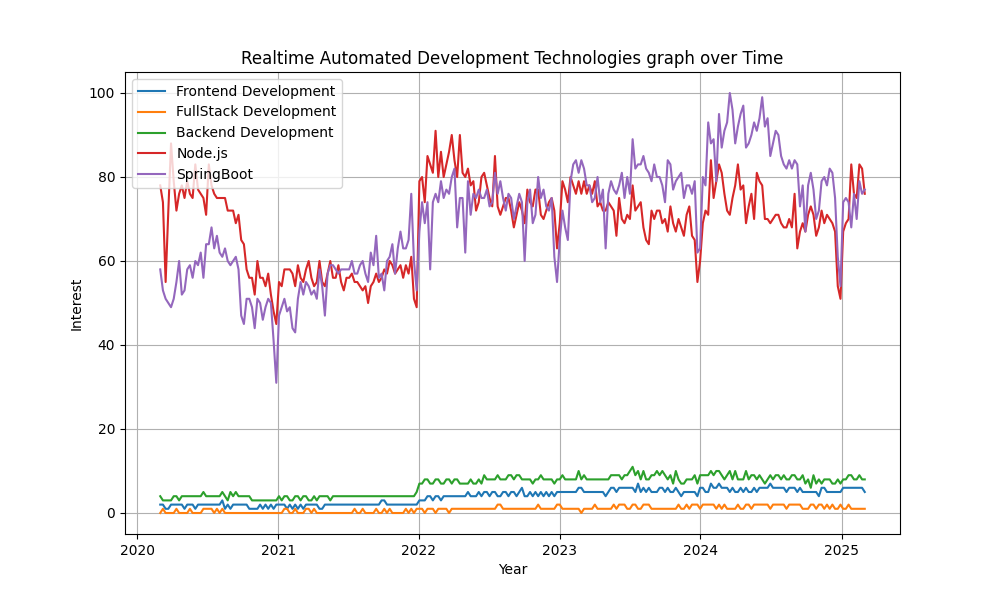 Realtime Automated Development Technologies graph over Time
Frontend Development
FullStack Development
Backend Development
Node.js
SpringBoot
100
80
60
40
20
0
Interest
2020 2021 2022 2023 2024 2025
Year